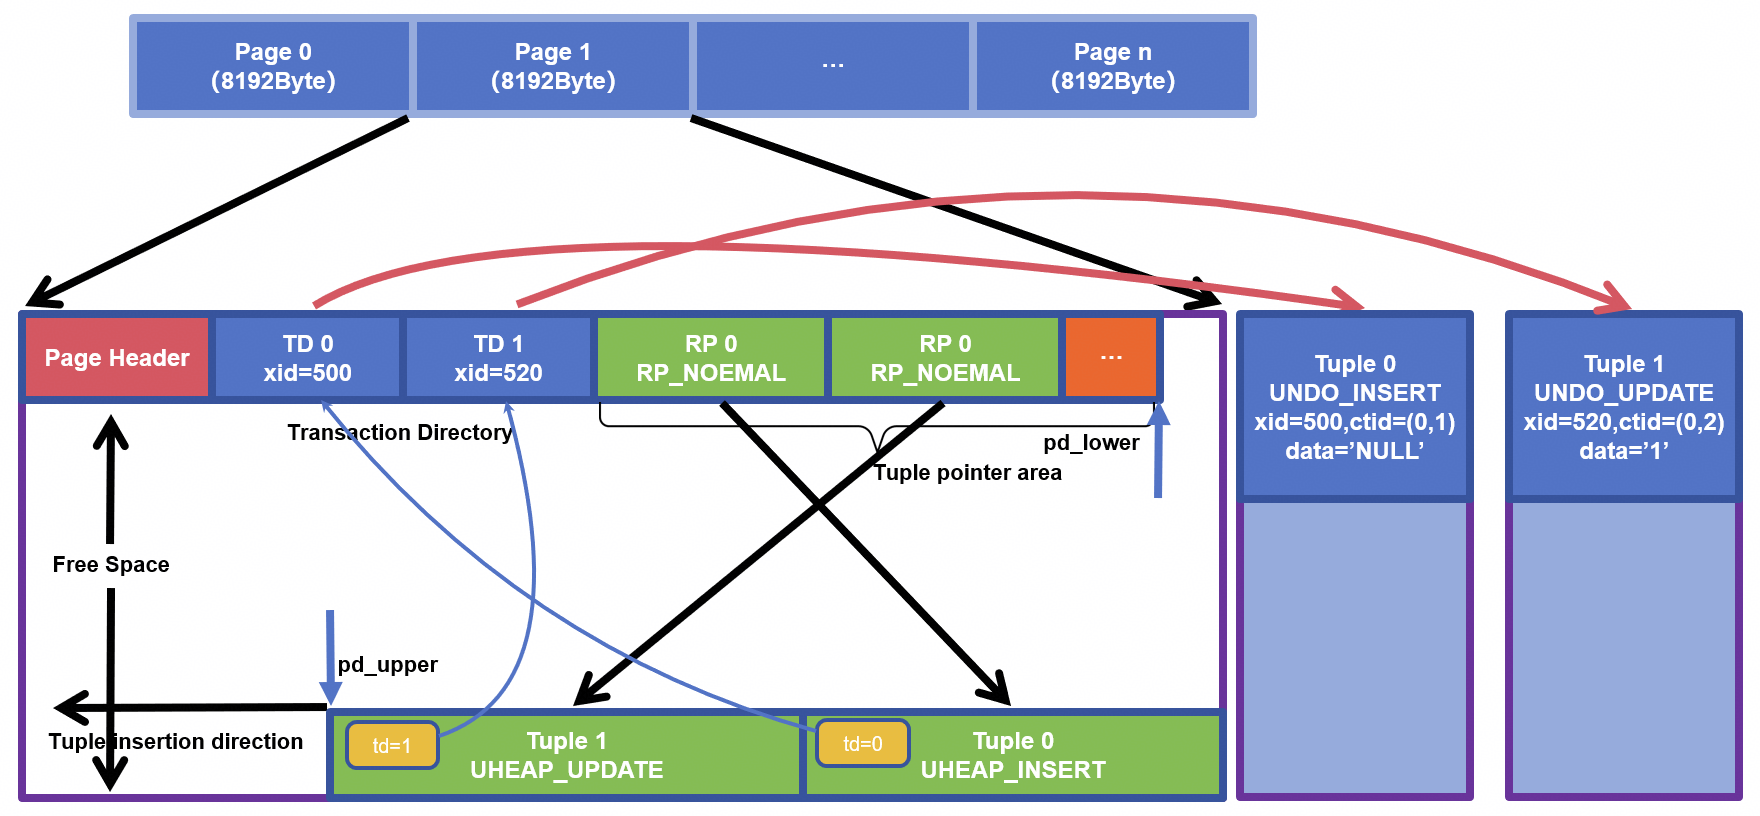 Page 0
(8192Byte)
Page 1
(8192Byte)
...
Page n
(8192Byte)
Page Header
TD 0
xid=500
TD 1
xid=520
RP 0
RP_NOEMAL
RP 0
RP_NOEMAL
...
Tuple 0
UNDO_INSERT
xid=500,ctid=(0,1)
data=’NULL’
Tuple 1
UNDO_UPDATE
xid=520,ctid=(0,2)
data=’1’
Transaction Directory
pd_lower
Tuple pointer area
Free Space
pd_upper
Tuple insertion direction
td=1
Tuple 1
UHEAP_UPDATE
td=0
Tuple 0
UHEAP_INSERT